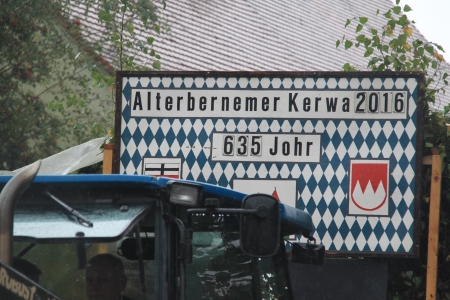 Alterbernemer Kerwa 2016
635 Johr